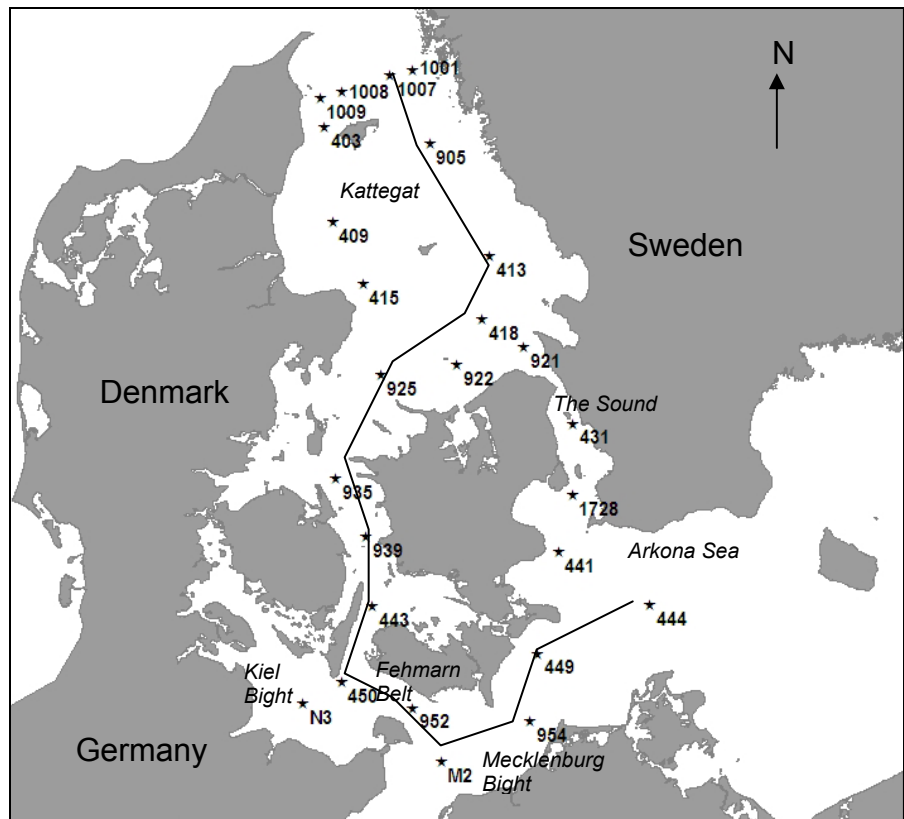 N
1001
1007
1008
1009
403
905
Kattegat
409
Sweden
413
415
418
921
922
925
Denmark
The Sound
431
935
1728
939
441
Arkona Sea
443
444
449
Kiel
Bight
Fehmarn
Belt
450
N3
952
954
Germany
Mecklenburg
Bight
M2